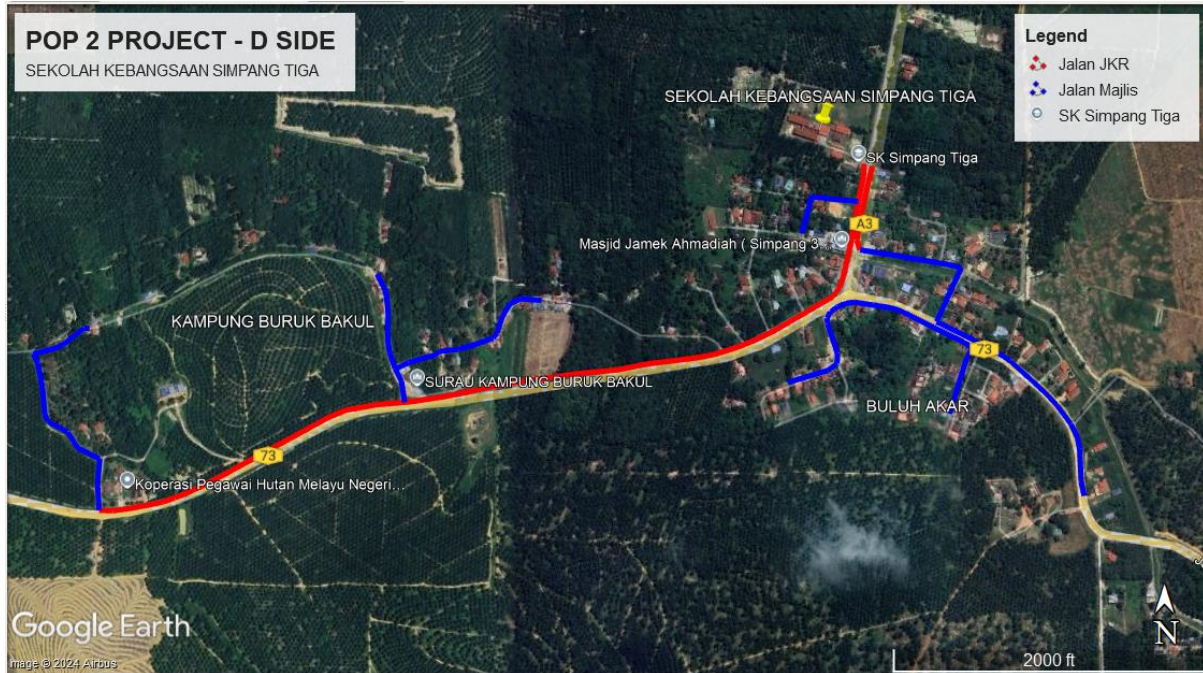 POP 2 PROJECT - D SIDE
SEKOLAH KEBANGSAAN SIMPANG TIGA
Legend
Jalan JKR
Jalan Majlis
SK Simpang Tiga
SEKOLAH KEBANGSAAN SIMPANG TIGA
SK Simpang Tiga
A3
Masjid Jamek Ahmadiah ( Simpang 3 ...
KAMPUNG BURUK BAKUL
73
SURAU KAMPUNG BURUK BAKUL
BULUH AKAR
73
Koperasi Pegawai Hutan Melayu Negeri...
Google Earth
Image © 2024 Airbus
N
2000 ft